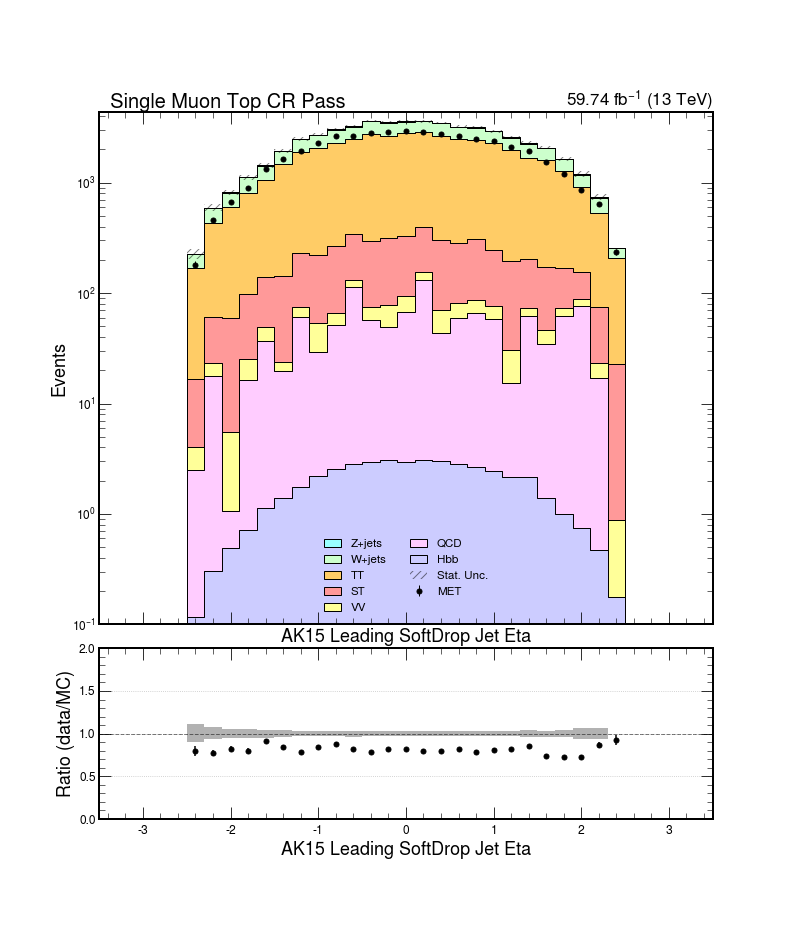 Single Muon Top CR Pass
59.74 fb⁻¹ (13 TeV)
Events
10³
10²
10¹
10⁰
10⁻¹
Z+jets
W+jets
TT
ST
VV
QCD
Hbb
Stat. Unc.
MET
AK15 Leading SoftDrop Jet Eta
Ratio (data/MC)
2.0
1.5
1.0
0.5
0.0
-3 -2 -1 0 1 2 3
AK15 Leading SoftDrop Jet Eta